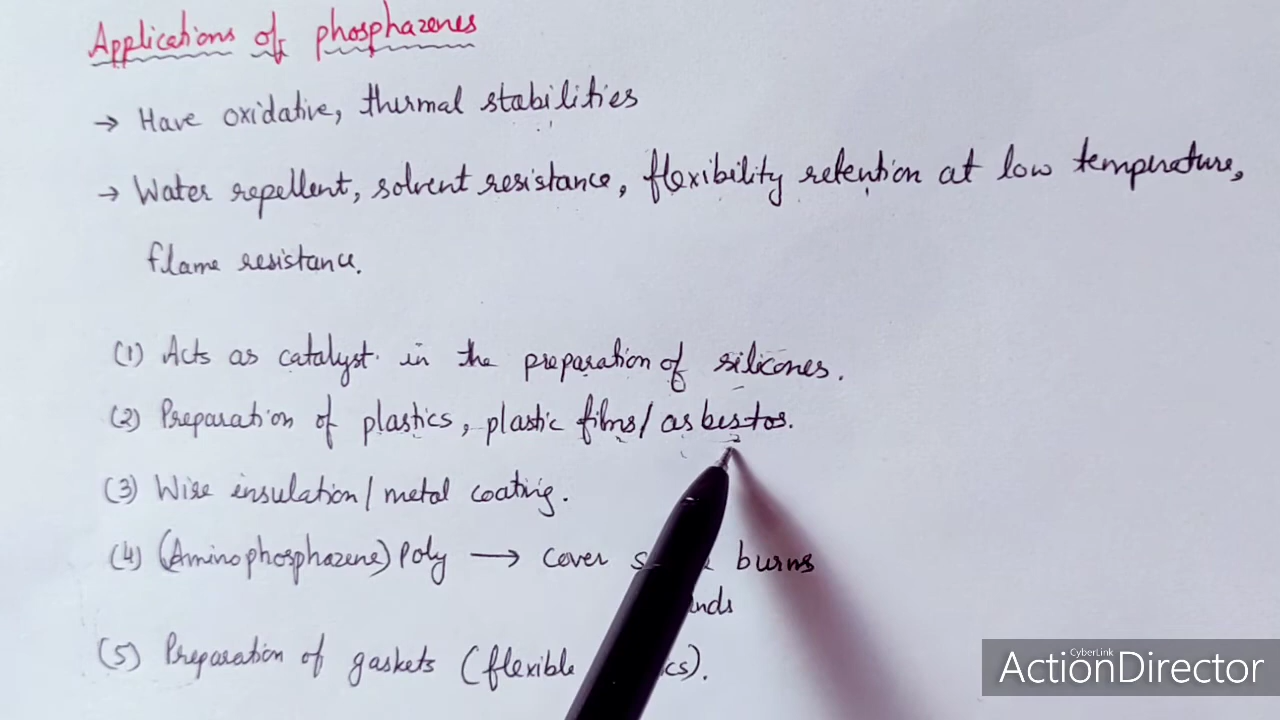 Applications of phosphazenes
→ Have oxidative, thermal stabilities
→ Water repellent, solvent resistance, flexibility retention at low temperature,
flame resistance.
(1) Acts as catalyst in the preparation of silicones.
(2) Preparation of plastics, plastic films/asbestos.
(3) Wire insulation/metal coating.
(4) (Aminophosphazene) Poly → cover burns
(5) Preparation of gaskets (flexible
CyberLink
ActionDirector